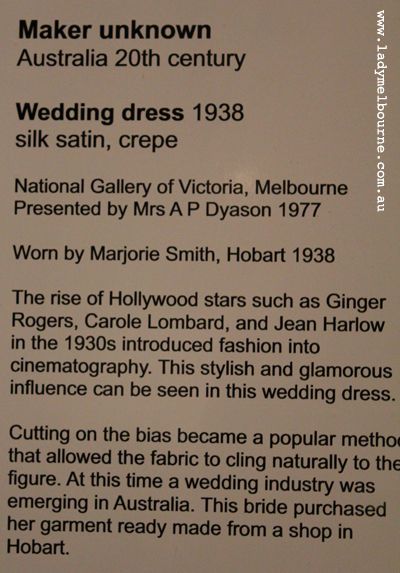 Maker unknown
Australia 20th century
Wedding dress 1938
silk satin, crepe
National Gallery of Victoria, Melbourne
Presented by Mrs A P Dyason 1977
Worn by Marjorie Smith, Hobart 1938
The rise of Hollywood stars such as Ginger
Rogers, Carole Lombard, and Jean Harlow
in the 1930s introduced fashion into
cinematography. This stylish and glamorous
influence can be seen in this wedding dress.
Cutting on the bias became a popular metho
that allowed the fabric to cling naturally to the
figure. At this time a wedding industry was
emerging in Australia. This bride purchased
her garment ready made from a shop in
Hobart.
www.ladymelbourne.com.au